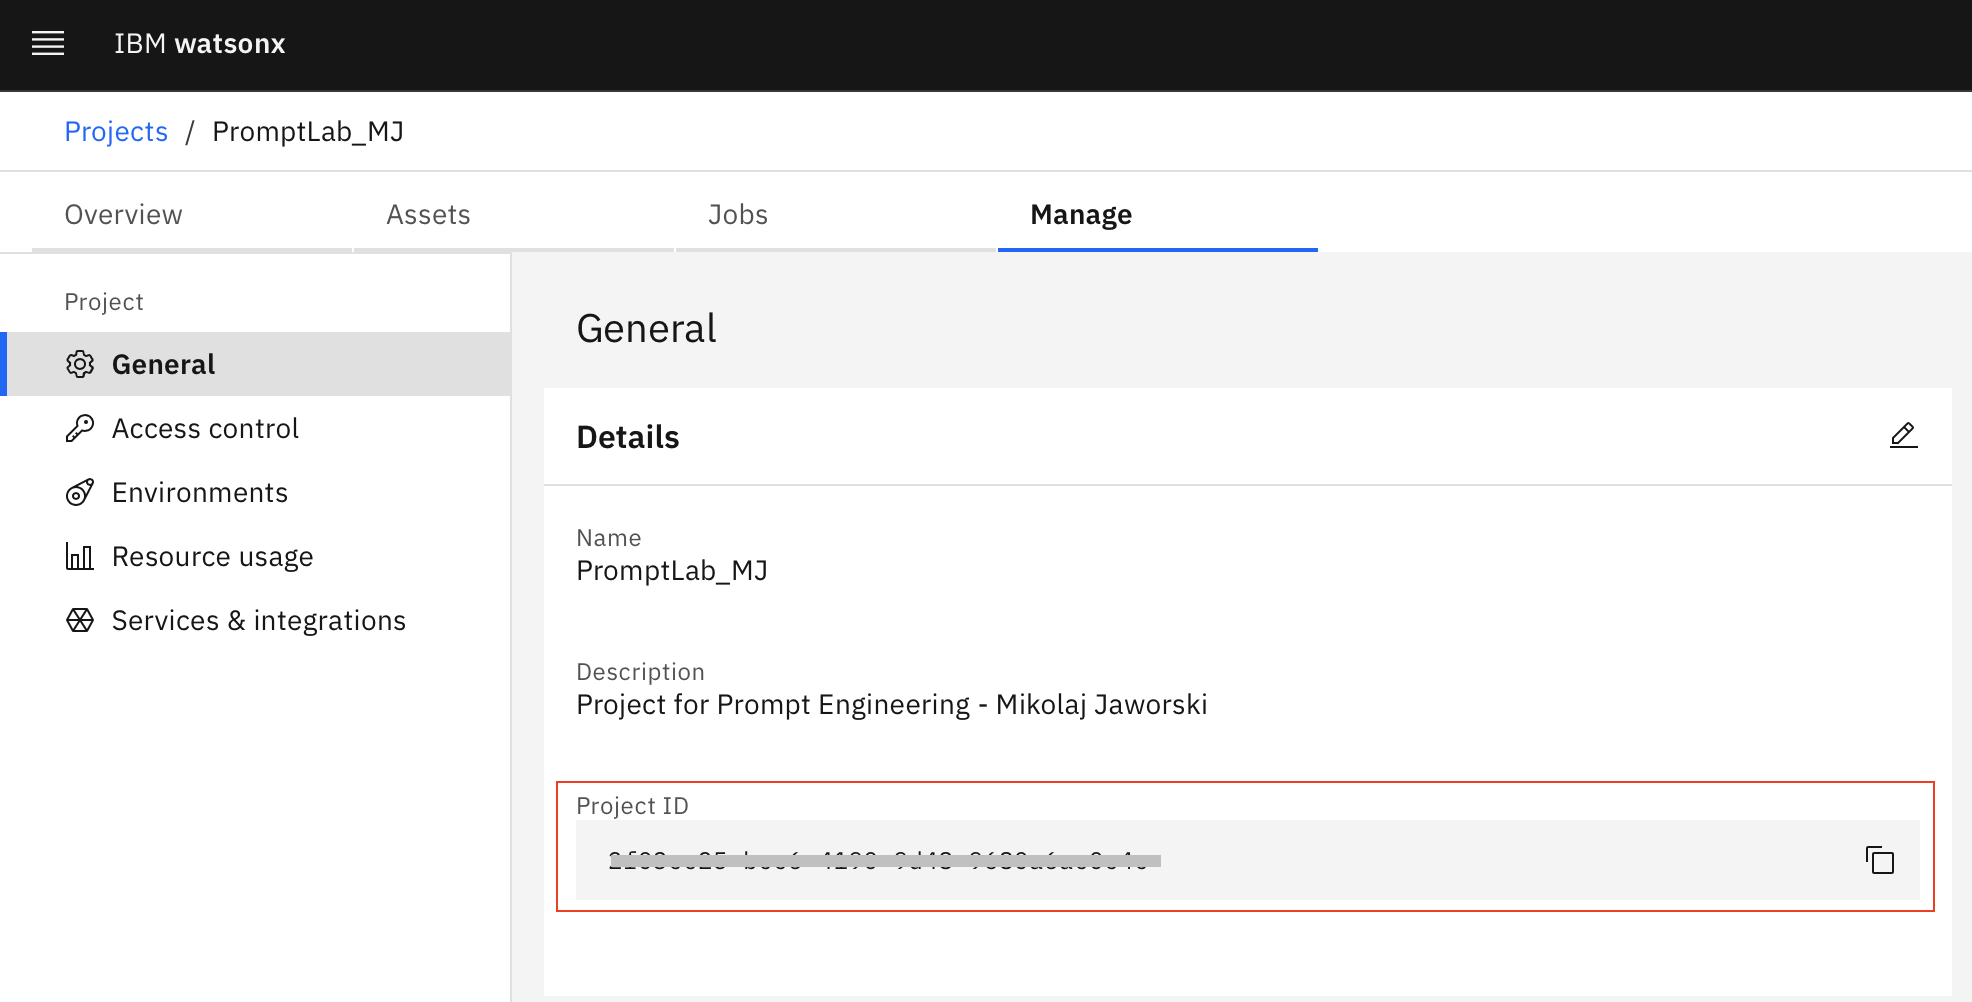 IBM watsonx
Projects / PromptLab_MJ
Overview Assets Jobs Manage
Project
General
Access control
Environments
Resource usage
Services & integrations
General
Details
Name
PromptLab_MJ
Description
Project for Prompt Engineering - Mikolaj Jaworski
Project ID